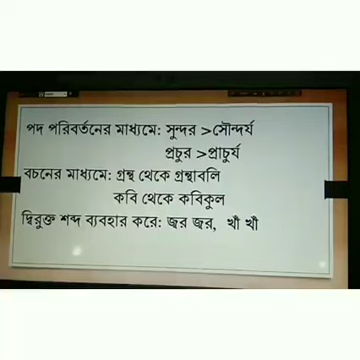 পদ পরিবর্তনের মাধ্যমে: সুন্দর >সৌন্দর্য
প্রচুর >প্রাচুর্য
বচনের মাধ্যমে: গ্রন্থ থেকে গ্রন্থাবলি
কবি থেকে কবিকুল
দ্বিরুক্ত শব্দ ব্যবহার করে: জ্বর জ্বর, খাঁ খাঁ